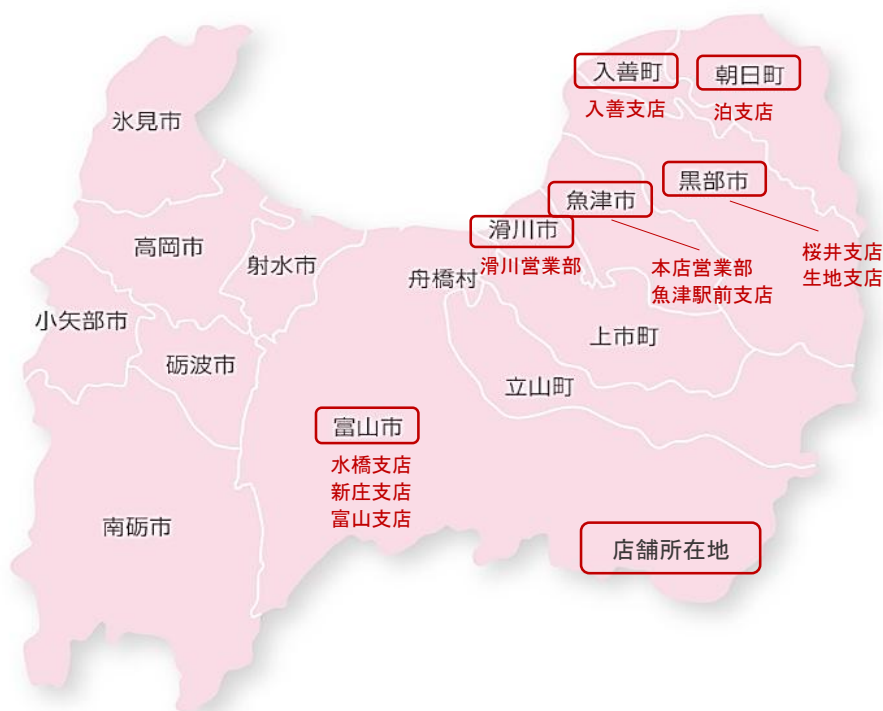 入善町
朝日町
入善支店
泊支店
氷見市
黒部市
魚津市
滑川市
高岡市
射水市
舟橋村
滑川営業部
本店営業部
魚津駅前支店
桜井支店
生地支店
小矢部市
砺波市
上市町
立山町
富山市
水橋支店
新庄支店
富山支店
南砺市
店舗所在地